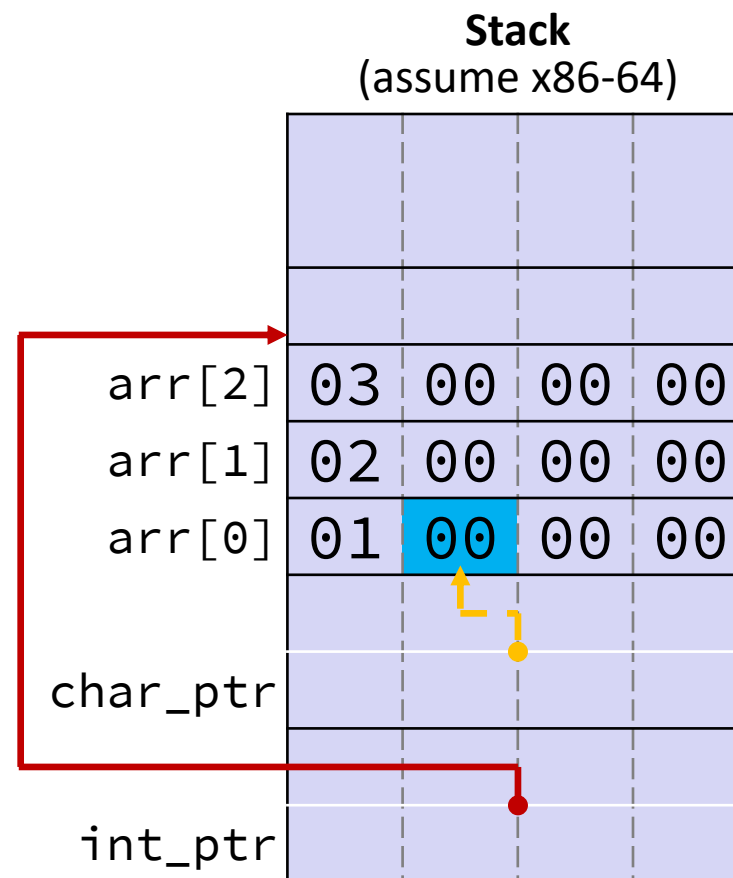 Stack
(assume x86-64)
arr[2] 03 00 00 00
arr[1] 02 00 00 00
arr[0] 01 00 00 00
char_ptr
int_ptr